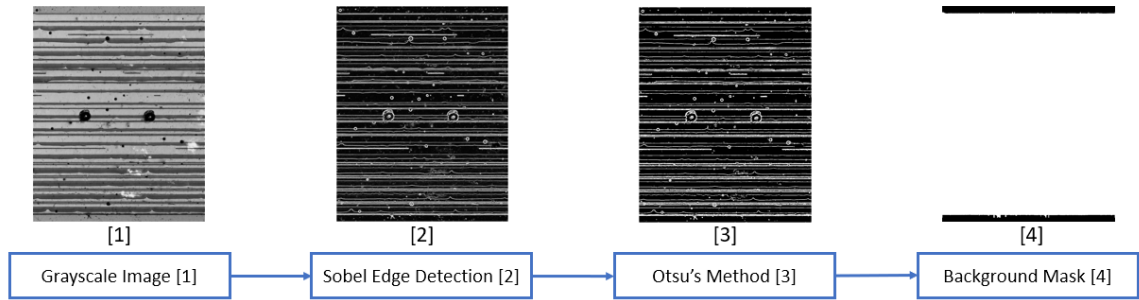 [1] [2] [3] [4]
Grayscale Image [1] Sobel Edge Detection [2] Otsu's Method [3] Background Mask [4]